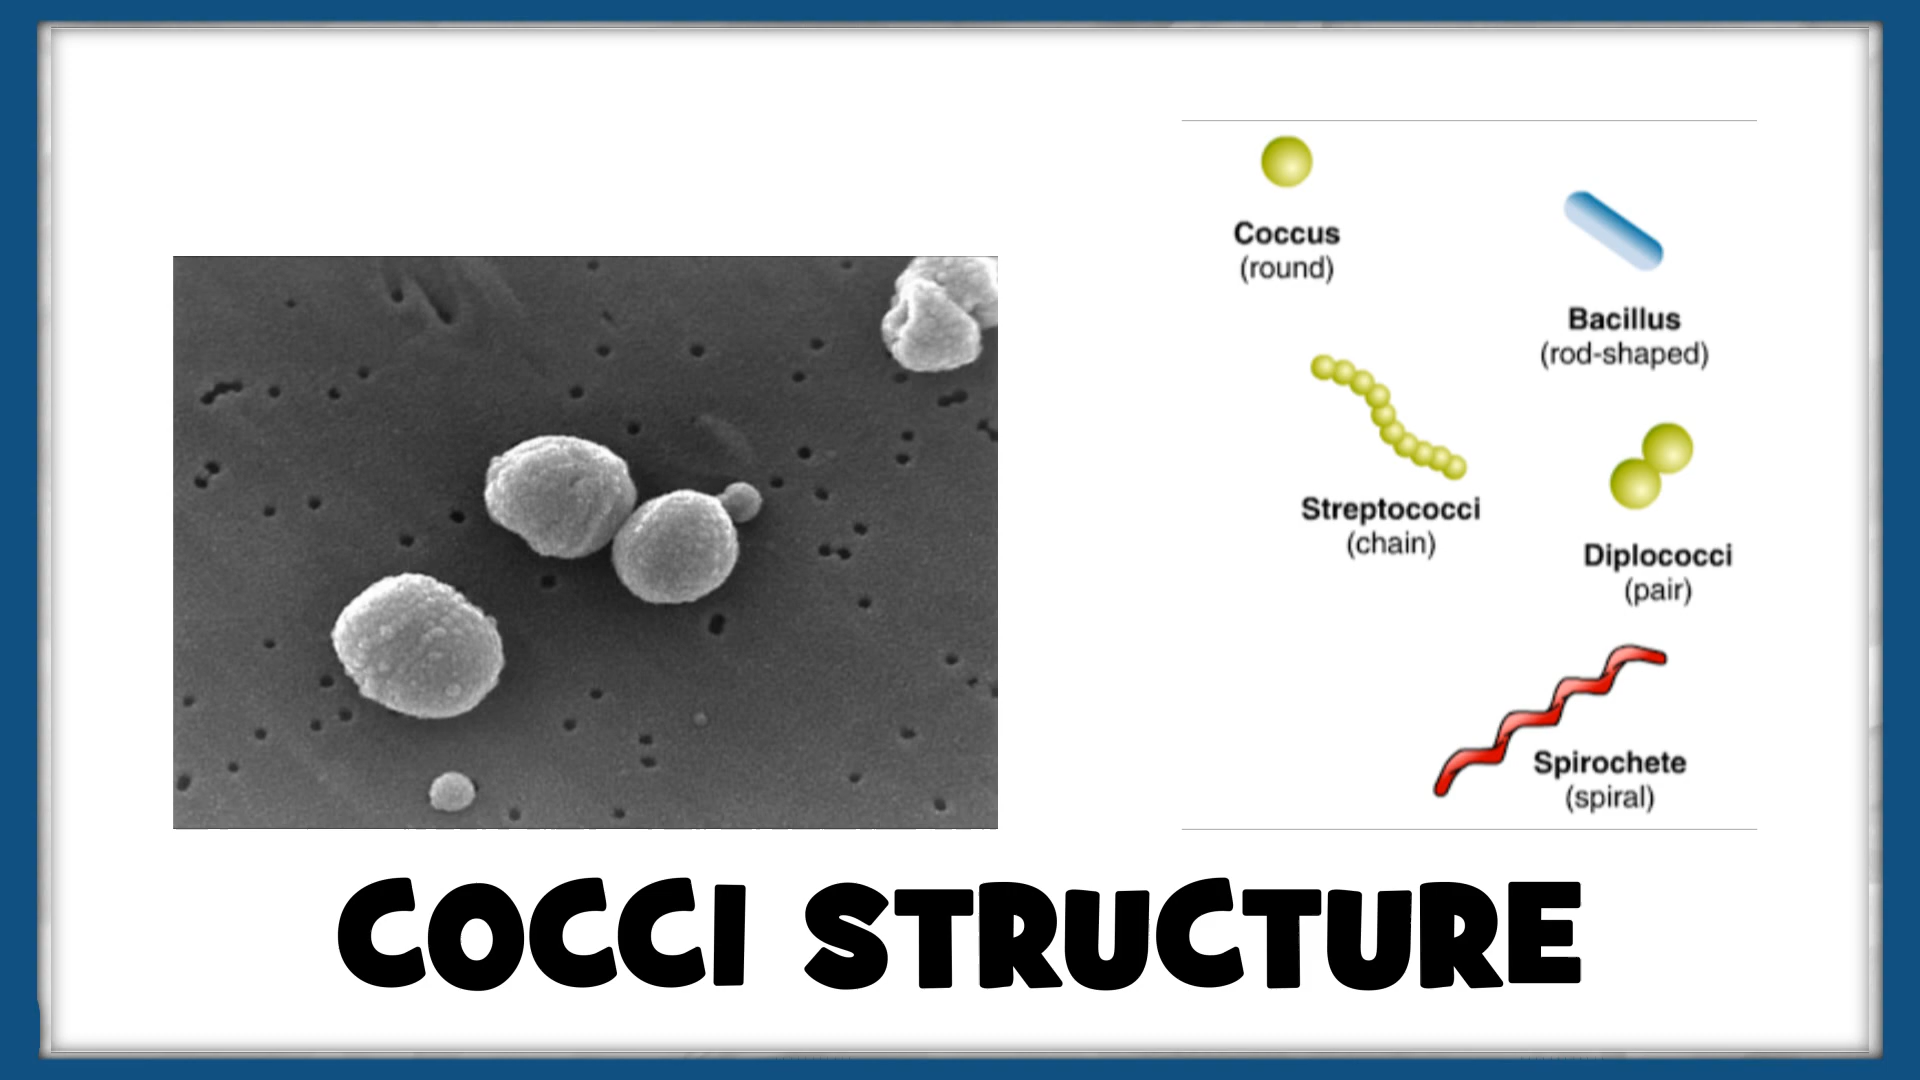 Coccus
(round)
Bacillus
(rod-shaped)
Streptococci
(chain)
Diplococci
(pair)
Spirochete
(spiral)
COCCI STRUCTURE